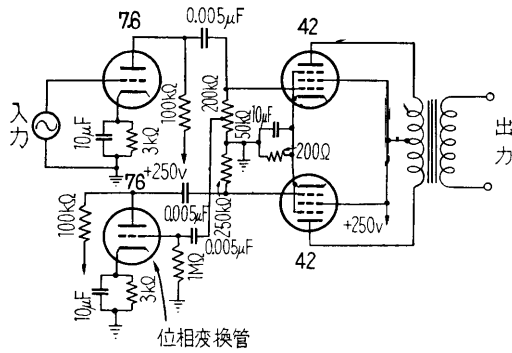 76
0.005μF
42
入力
10μF
3kΩ
100kΩ
200kΩ
50kΩ
10μF
200Ω
出力
+250v
76
0.005μF
250kΩ
+250v
100kΩ
0.005μF
42
10μF
3kΩ
1MΩ
位相変換管